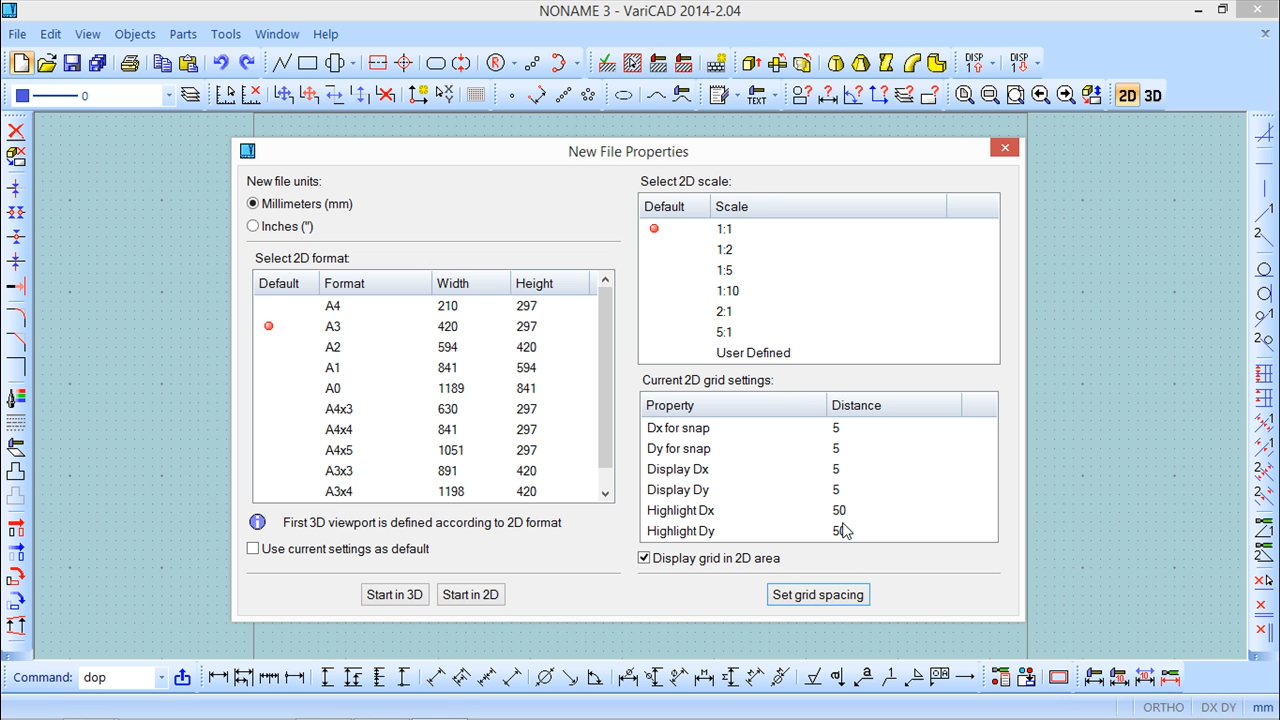 NONAME 3 - VariCAD 2014-2.04
File Edit View Objects Parts Tools Window Help
DISP DISP
0
TEXT 2D 3D
New File Properties
New file units:
Millimeters (mm)
Inches (")
Select 2D format:
Default Format Width Height
A4 210 297
A3 420 297
A2 594 420
A1 841 594
A0 1189 841
A4x3 630 297
A4x4 841 297
A4x5 1051 297
A3x3 891 420
A3x4 1198 420
First 3D viewport is defined according to 2D format
Use current settings as default
Start in 3D Start in 2D
Select 2D scale:
Default Scale
1:1
1:2
1:5
1:10
2:1
5:1
User Defined
Current 2D grid settings:
Property Distance
Dx for snap 5
Dy for snap 5
Display Dx 5
Display Dy 5
Highlight Dx 50
Highlight Dy 50
Display grid in 2D area
Set grid spacing
Command: dop
ORTHO DX DY mm